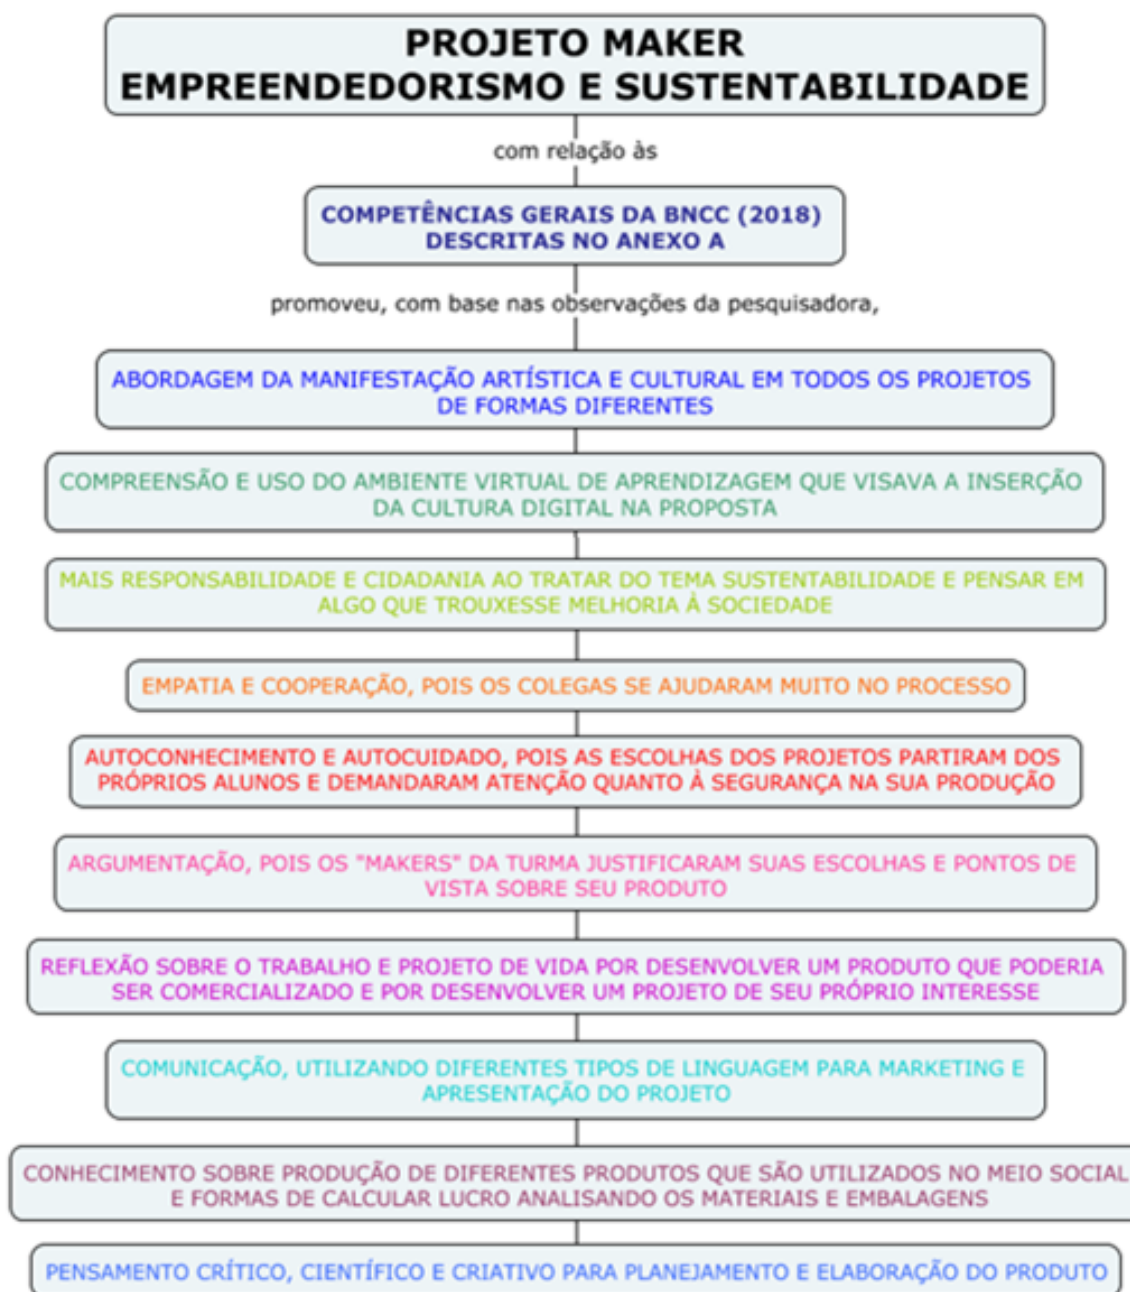 PROJETO MAKER
EMPREENDEDORISMO E SUSTENTABILIDADE
com relação às
COMPETÊNCIAS GERAIS DA BNCC (2018)
DESCRITAS NO ANEXO A
promoveu, com base nas observações da pesquisadora,
ABORDAGEM DA MANIFESTAÇÃO ARTÍSTICA E CULTURAL EM TODOS OS PROJETOS
DE FORMAS DIFERENTES
COMPREENSÃO E USO DO AMBIENTE VIRTUAL DE APRENDIZAGEM QUE VISAVA A INSERÇÃO
DA CULTURA DIGITAL NA PROPOSTA
MAIS RESPONSABILIDADE E CIDADANIA AO TRATAR DO TEMA SUSTENTABILIDADE E PENSAR EM
ALGO QUE TROUXESSE MELHORIA À SOCIEDADE
EMPATIA E COOPERAÇÃO, POIS OS COLEGAS SE AJUDARAM MUITO NO PROCESSO
AUTOCONHECIMENTO E AUTOCUIDADO, POIS AS ESCOLHAS DOS PROJETOS PARTIRAM DOS
PRÓPRIOS ALUNOS E DEMANDARAM ATENÇÃO QUANTO À SEGURANÇA NA SUA PRODUÇÃO
ARGUMENTAÇÃO, POIS OS "MAKERS" DA TURMA JUSTIFICARAM SUAS ESCOLHAS E PONTOS DE
VISTA SOBRE SEU PRODUTO
REFLEXÃO SOBRE O TRABALHO E PROJETO DE VIDA POR DESENVOLVER UM PRODUTO QUE PODERIA
SER COMERCIALIZADO E POR DESENVOLVER UM PROJETO DE SEU PRÓPRIO INTERESSE
COMUNICAÇÃO, UTILIZANDO DIFERENTES TIPOS DE LINGUAGEM PARA MARKETING E
APRESENTAÇÃO DO PROJETO
CONHECIMENTO SOBRE PRODUÇÃO DE DIFERENTES PRODUTOS QUE SÃO UTILIZADOS NO MEIO SOCIAL
E FORMAS DE CALCULAR LUCRO ANALISANDO OS MATERIAIS E EMBALAGENS
PENSAMENTO CRÍTICO, CIENTÍFICO E CRIATIVO PARA PLANEJAMENTO E ELABORAÇÃO DO PRODUTO